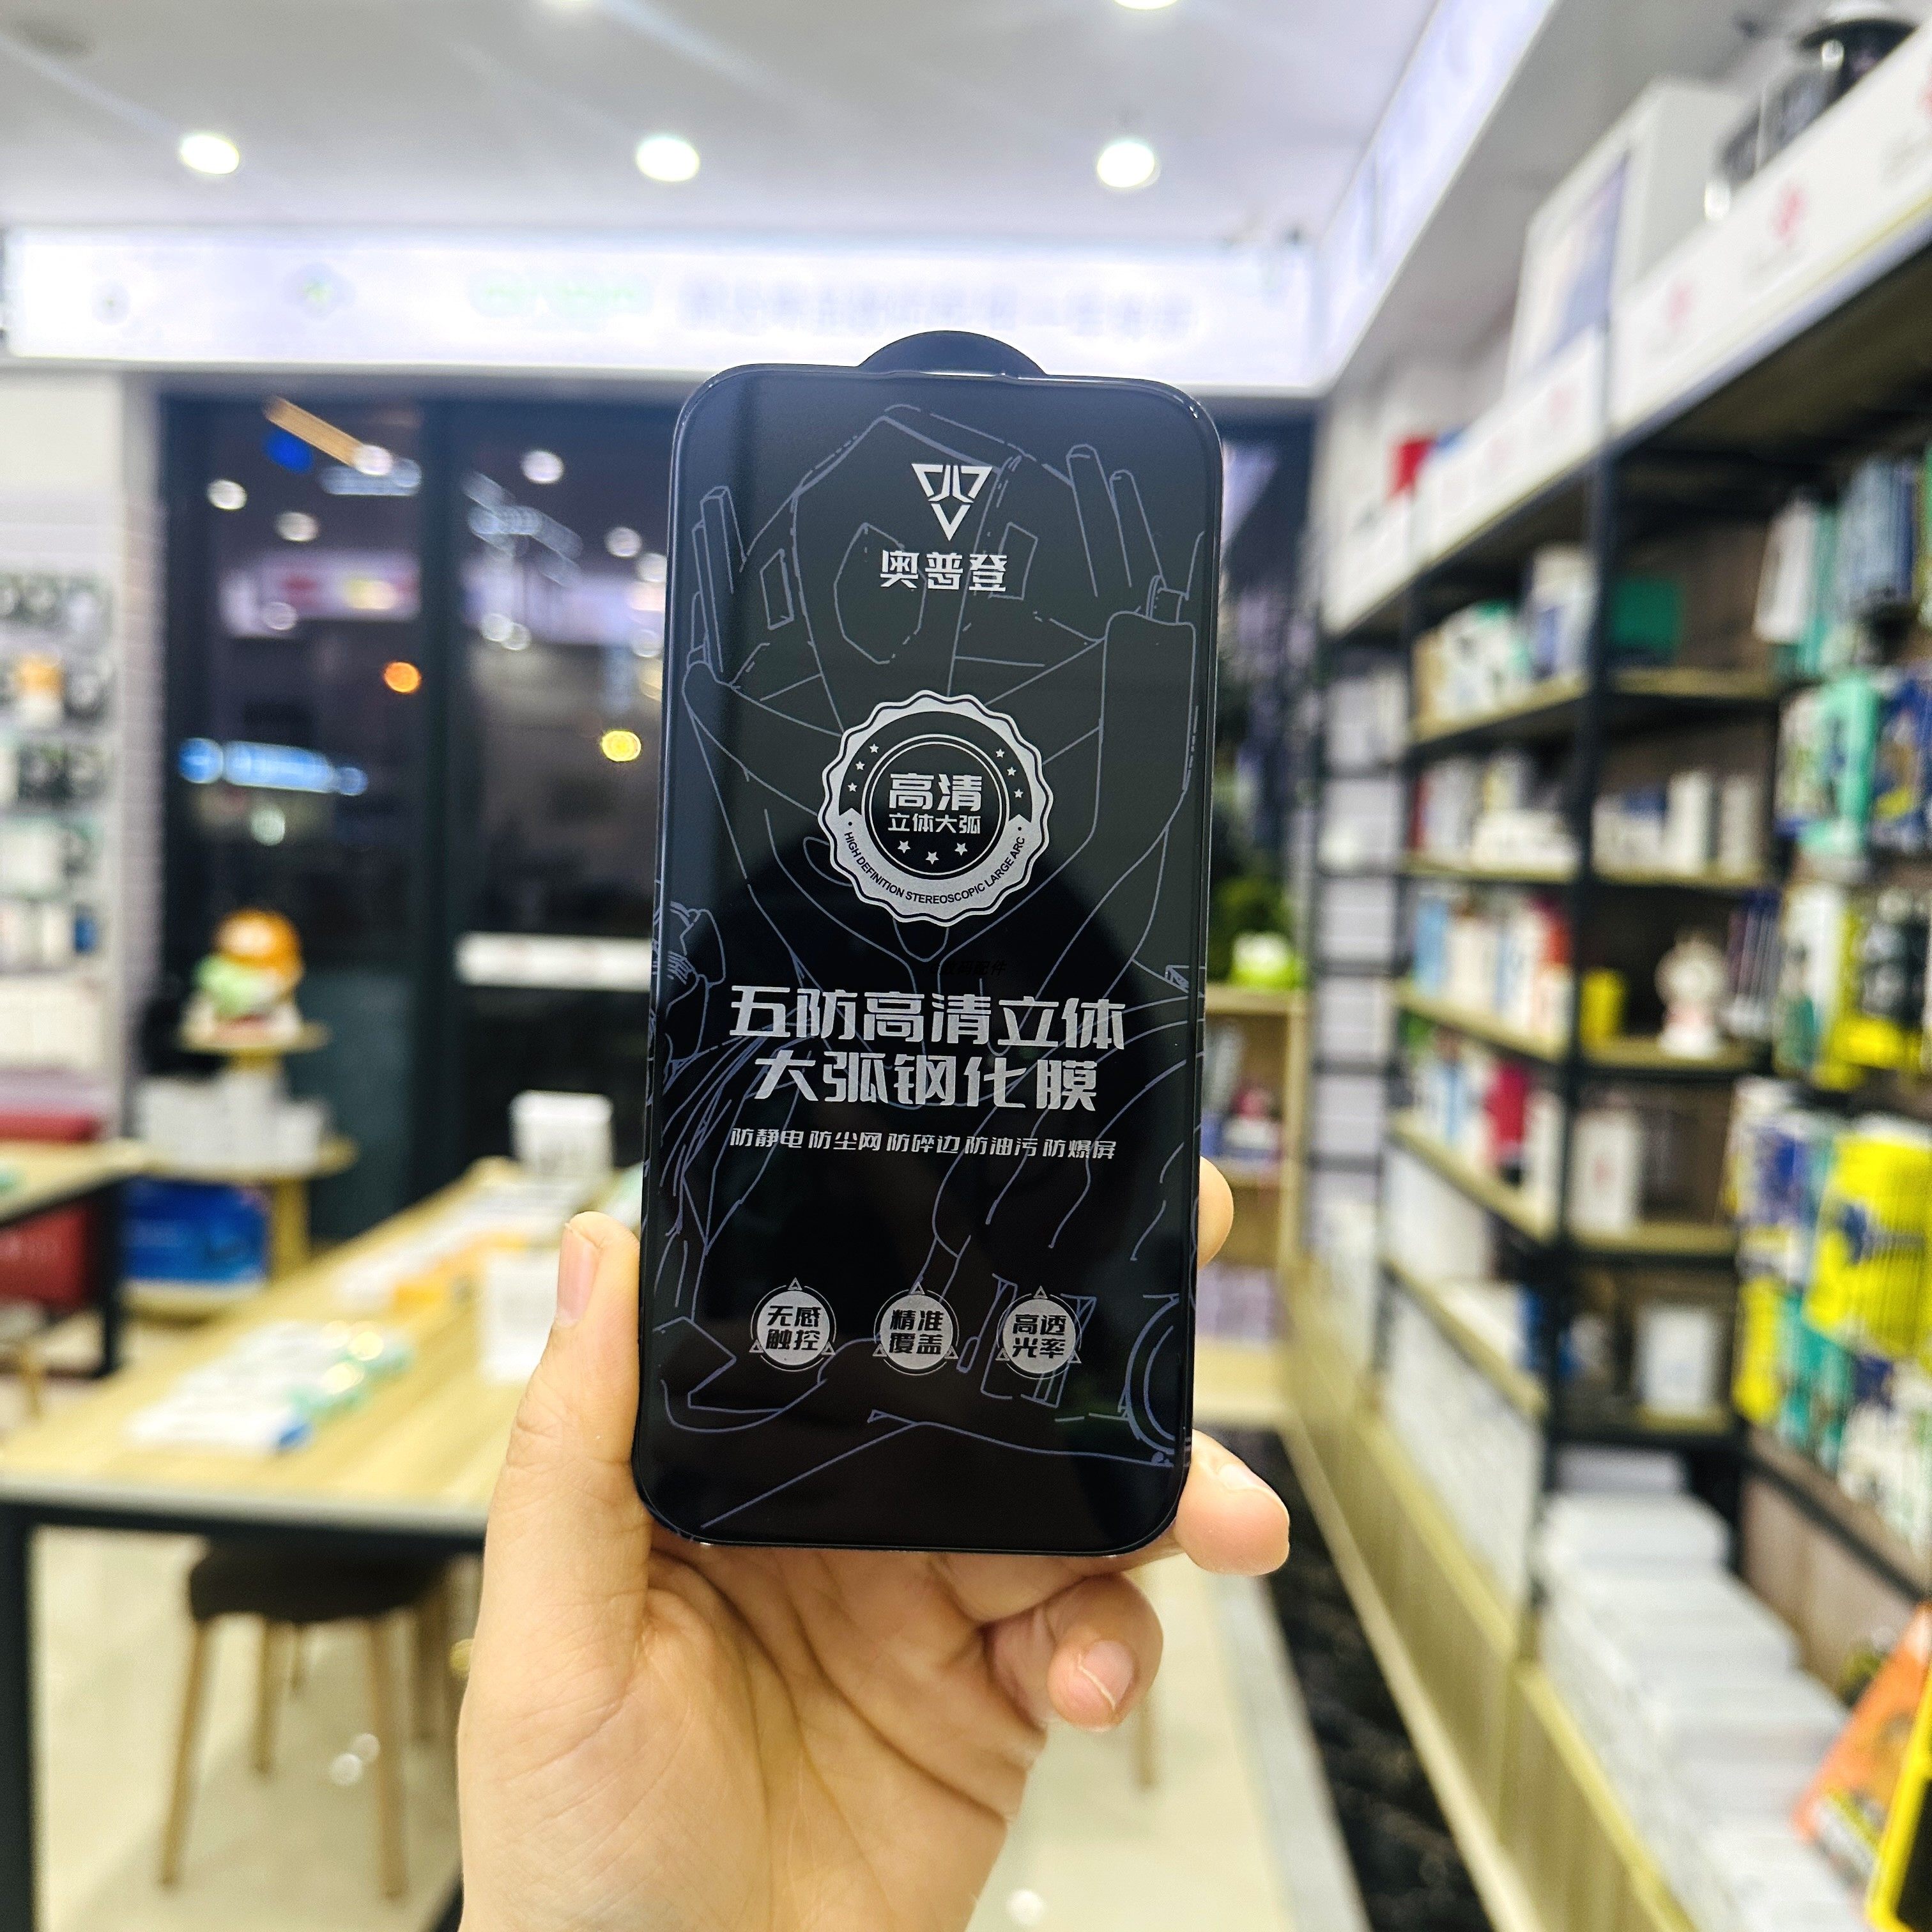 奥普登
高清
立体大弧
HIGH DEFINITION STEREOSCOPIC LARGE ARC
五防高清立体
大弧钢化膜
防静电 防尘网 防碎边 防油污 防爆屏
无感
触控
精准
覆盖
高透
光率